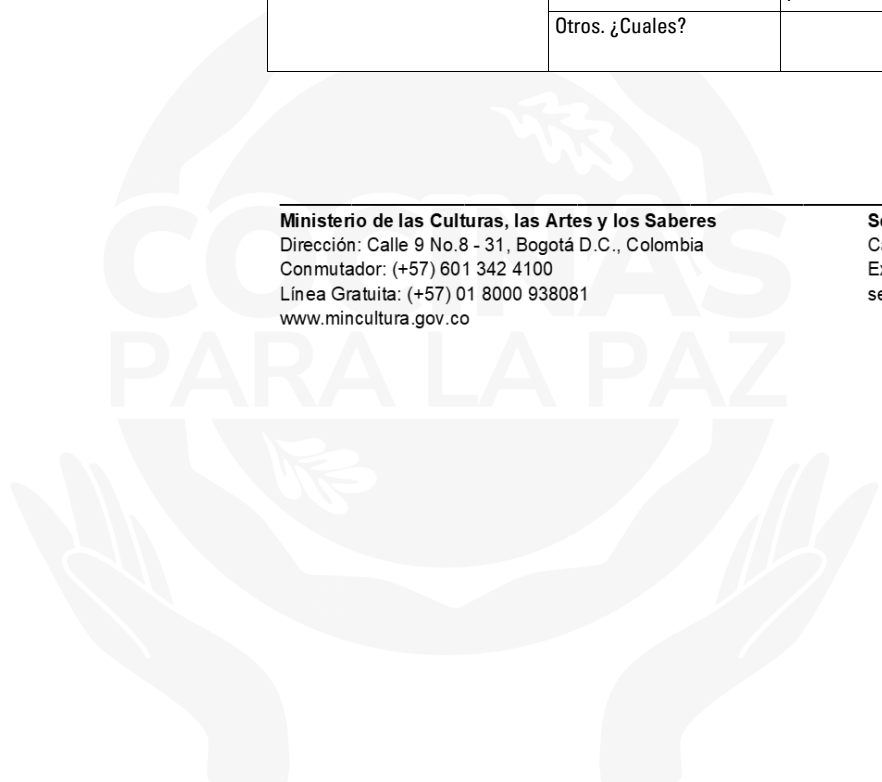 Otros. ¿Cuales?
COCINAS
PARA LA PAZ
Ministerio de las Culturas, las Artes y los Saberes
Dirección: Calle 9 No.8 - 31, Bogotá D.C., Colombia
Conmutador: (+57) 601 342 4100
Línea Gratuita: (+57) 01 8000 938081
www.mincultura.gov.co